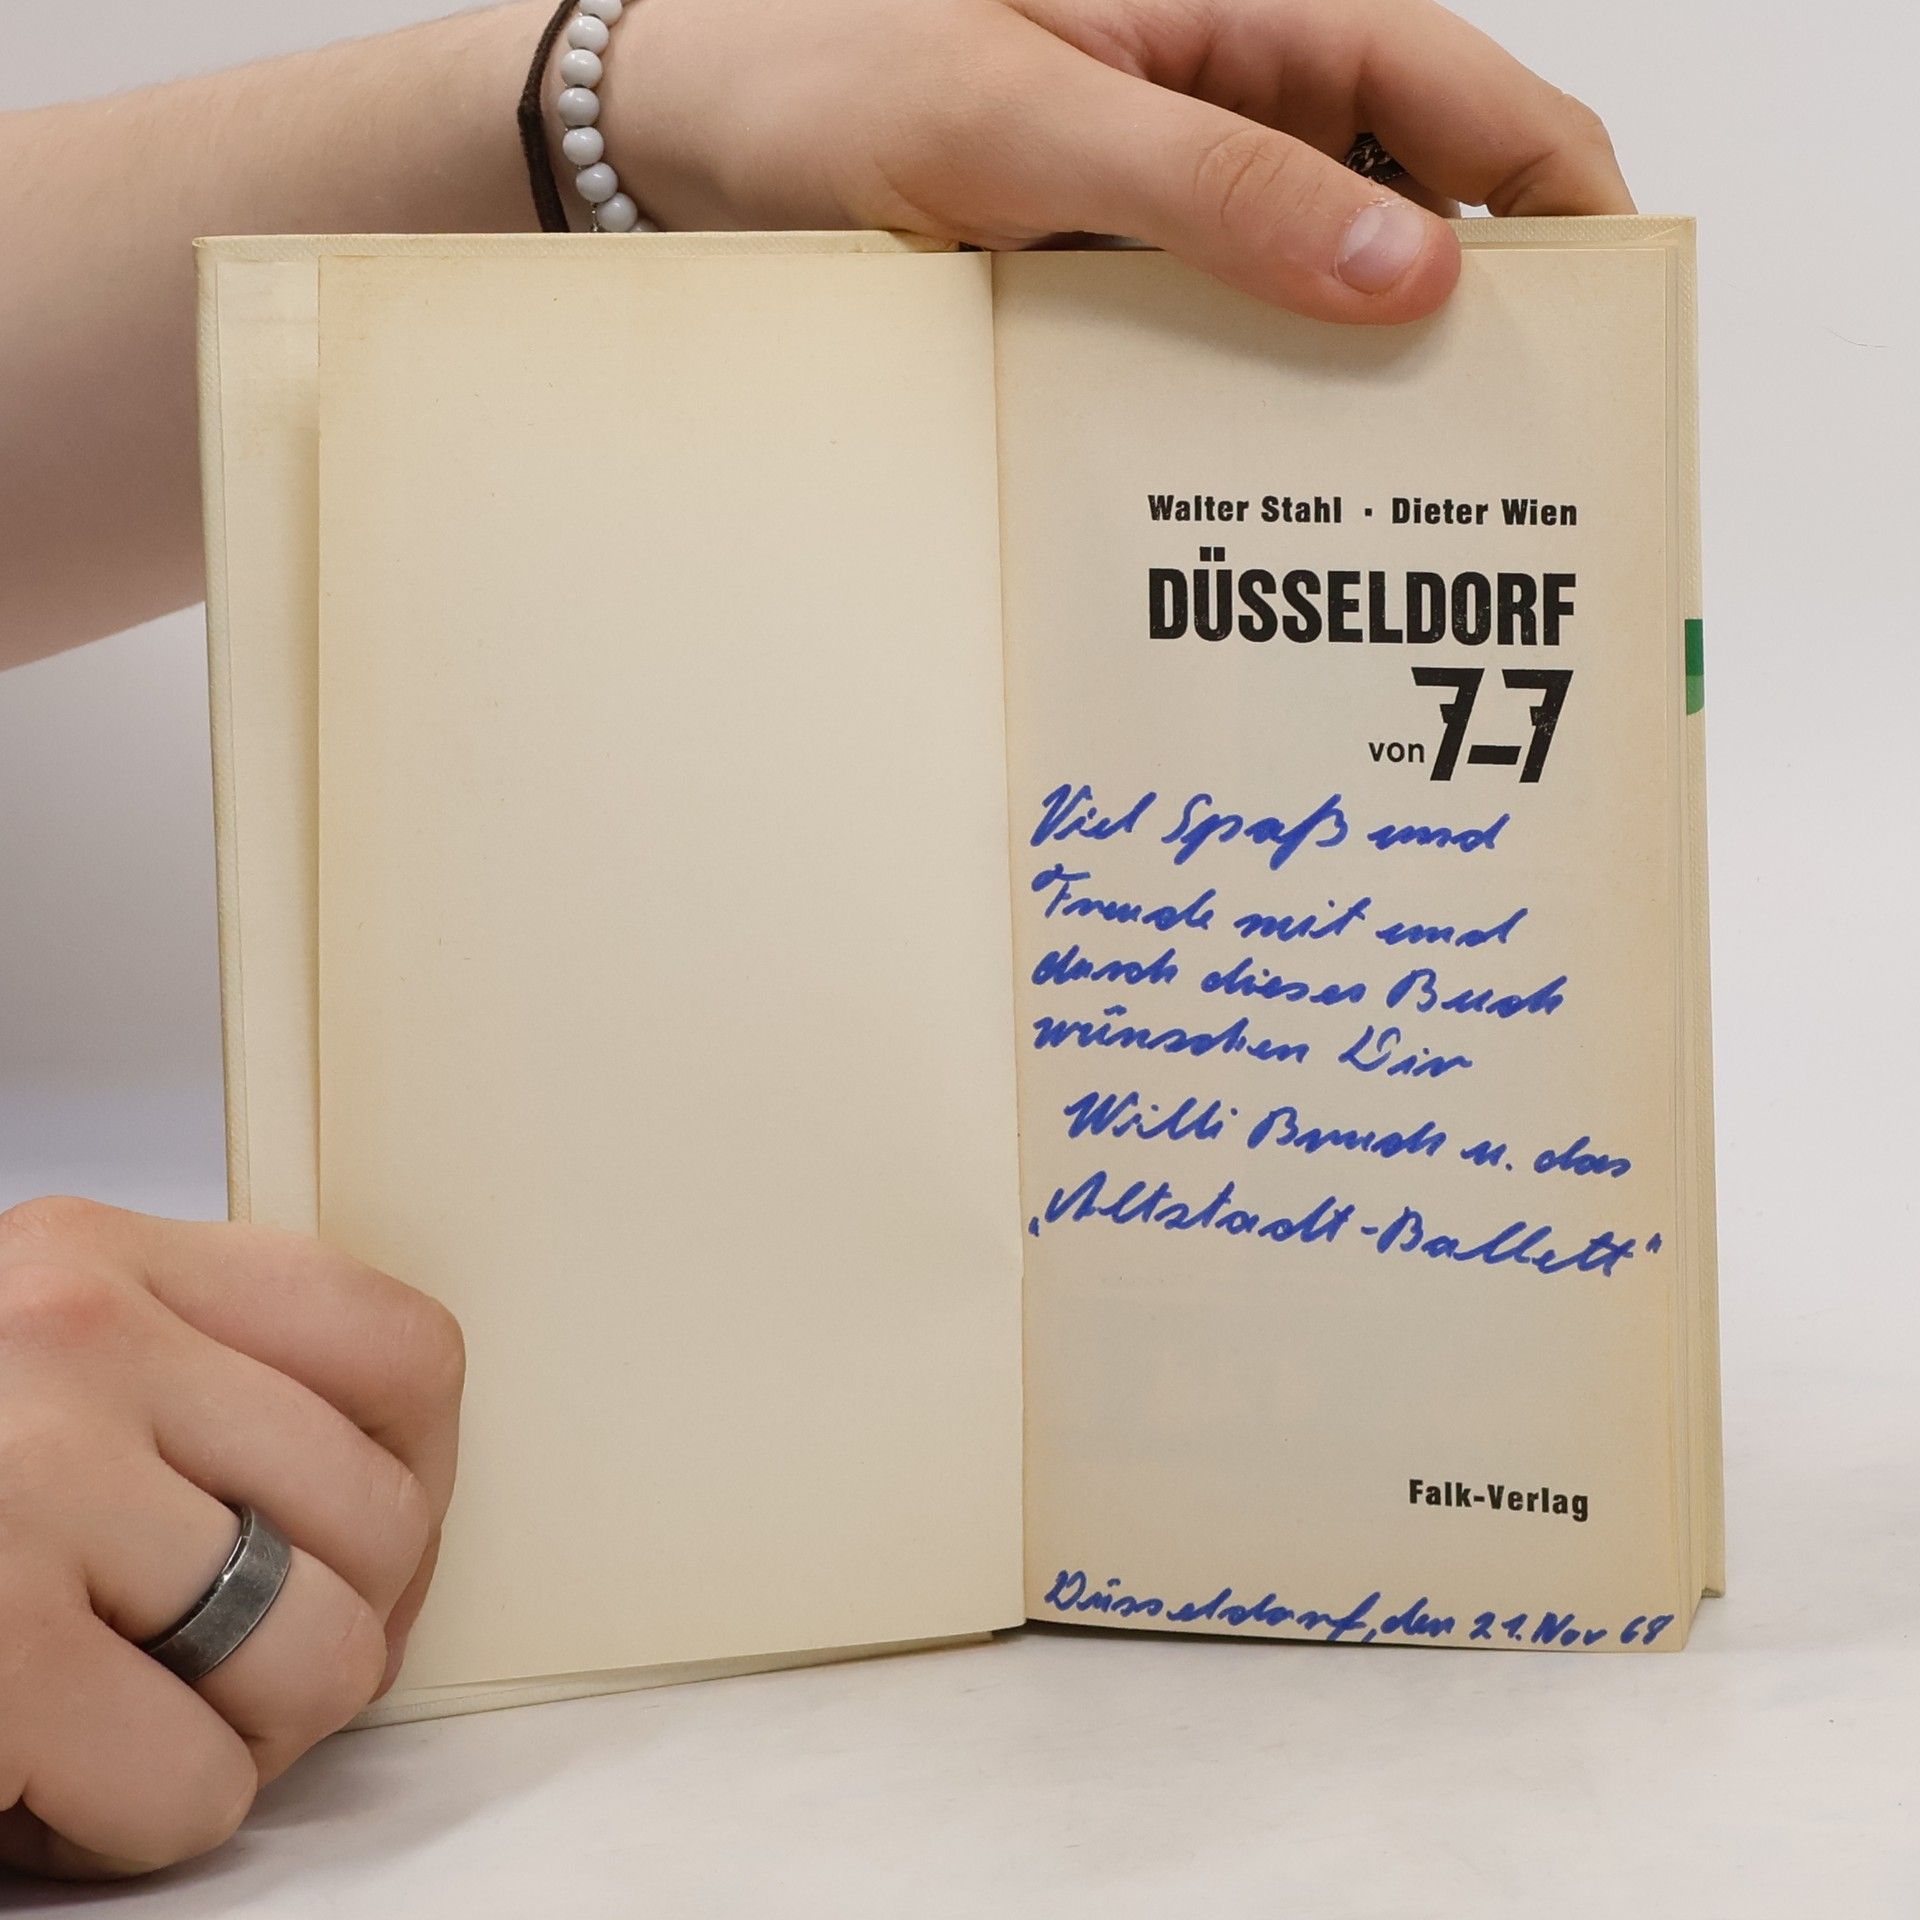 Walter Stahl · Dieter Wien
DÜSSELDORF
von 7-7
Viel Spaß und
Freude mit und
durch dieses Buch
wünschen Dir
Willi Bruch u. das
„Altstadt-Ballett"
Falk-Verlag
Düsseldorf, den 21. Nov 68